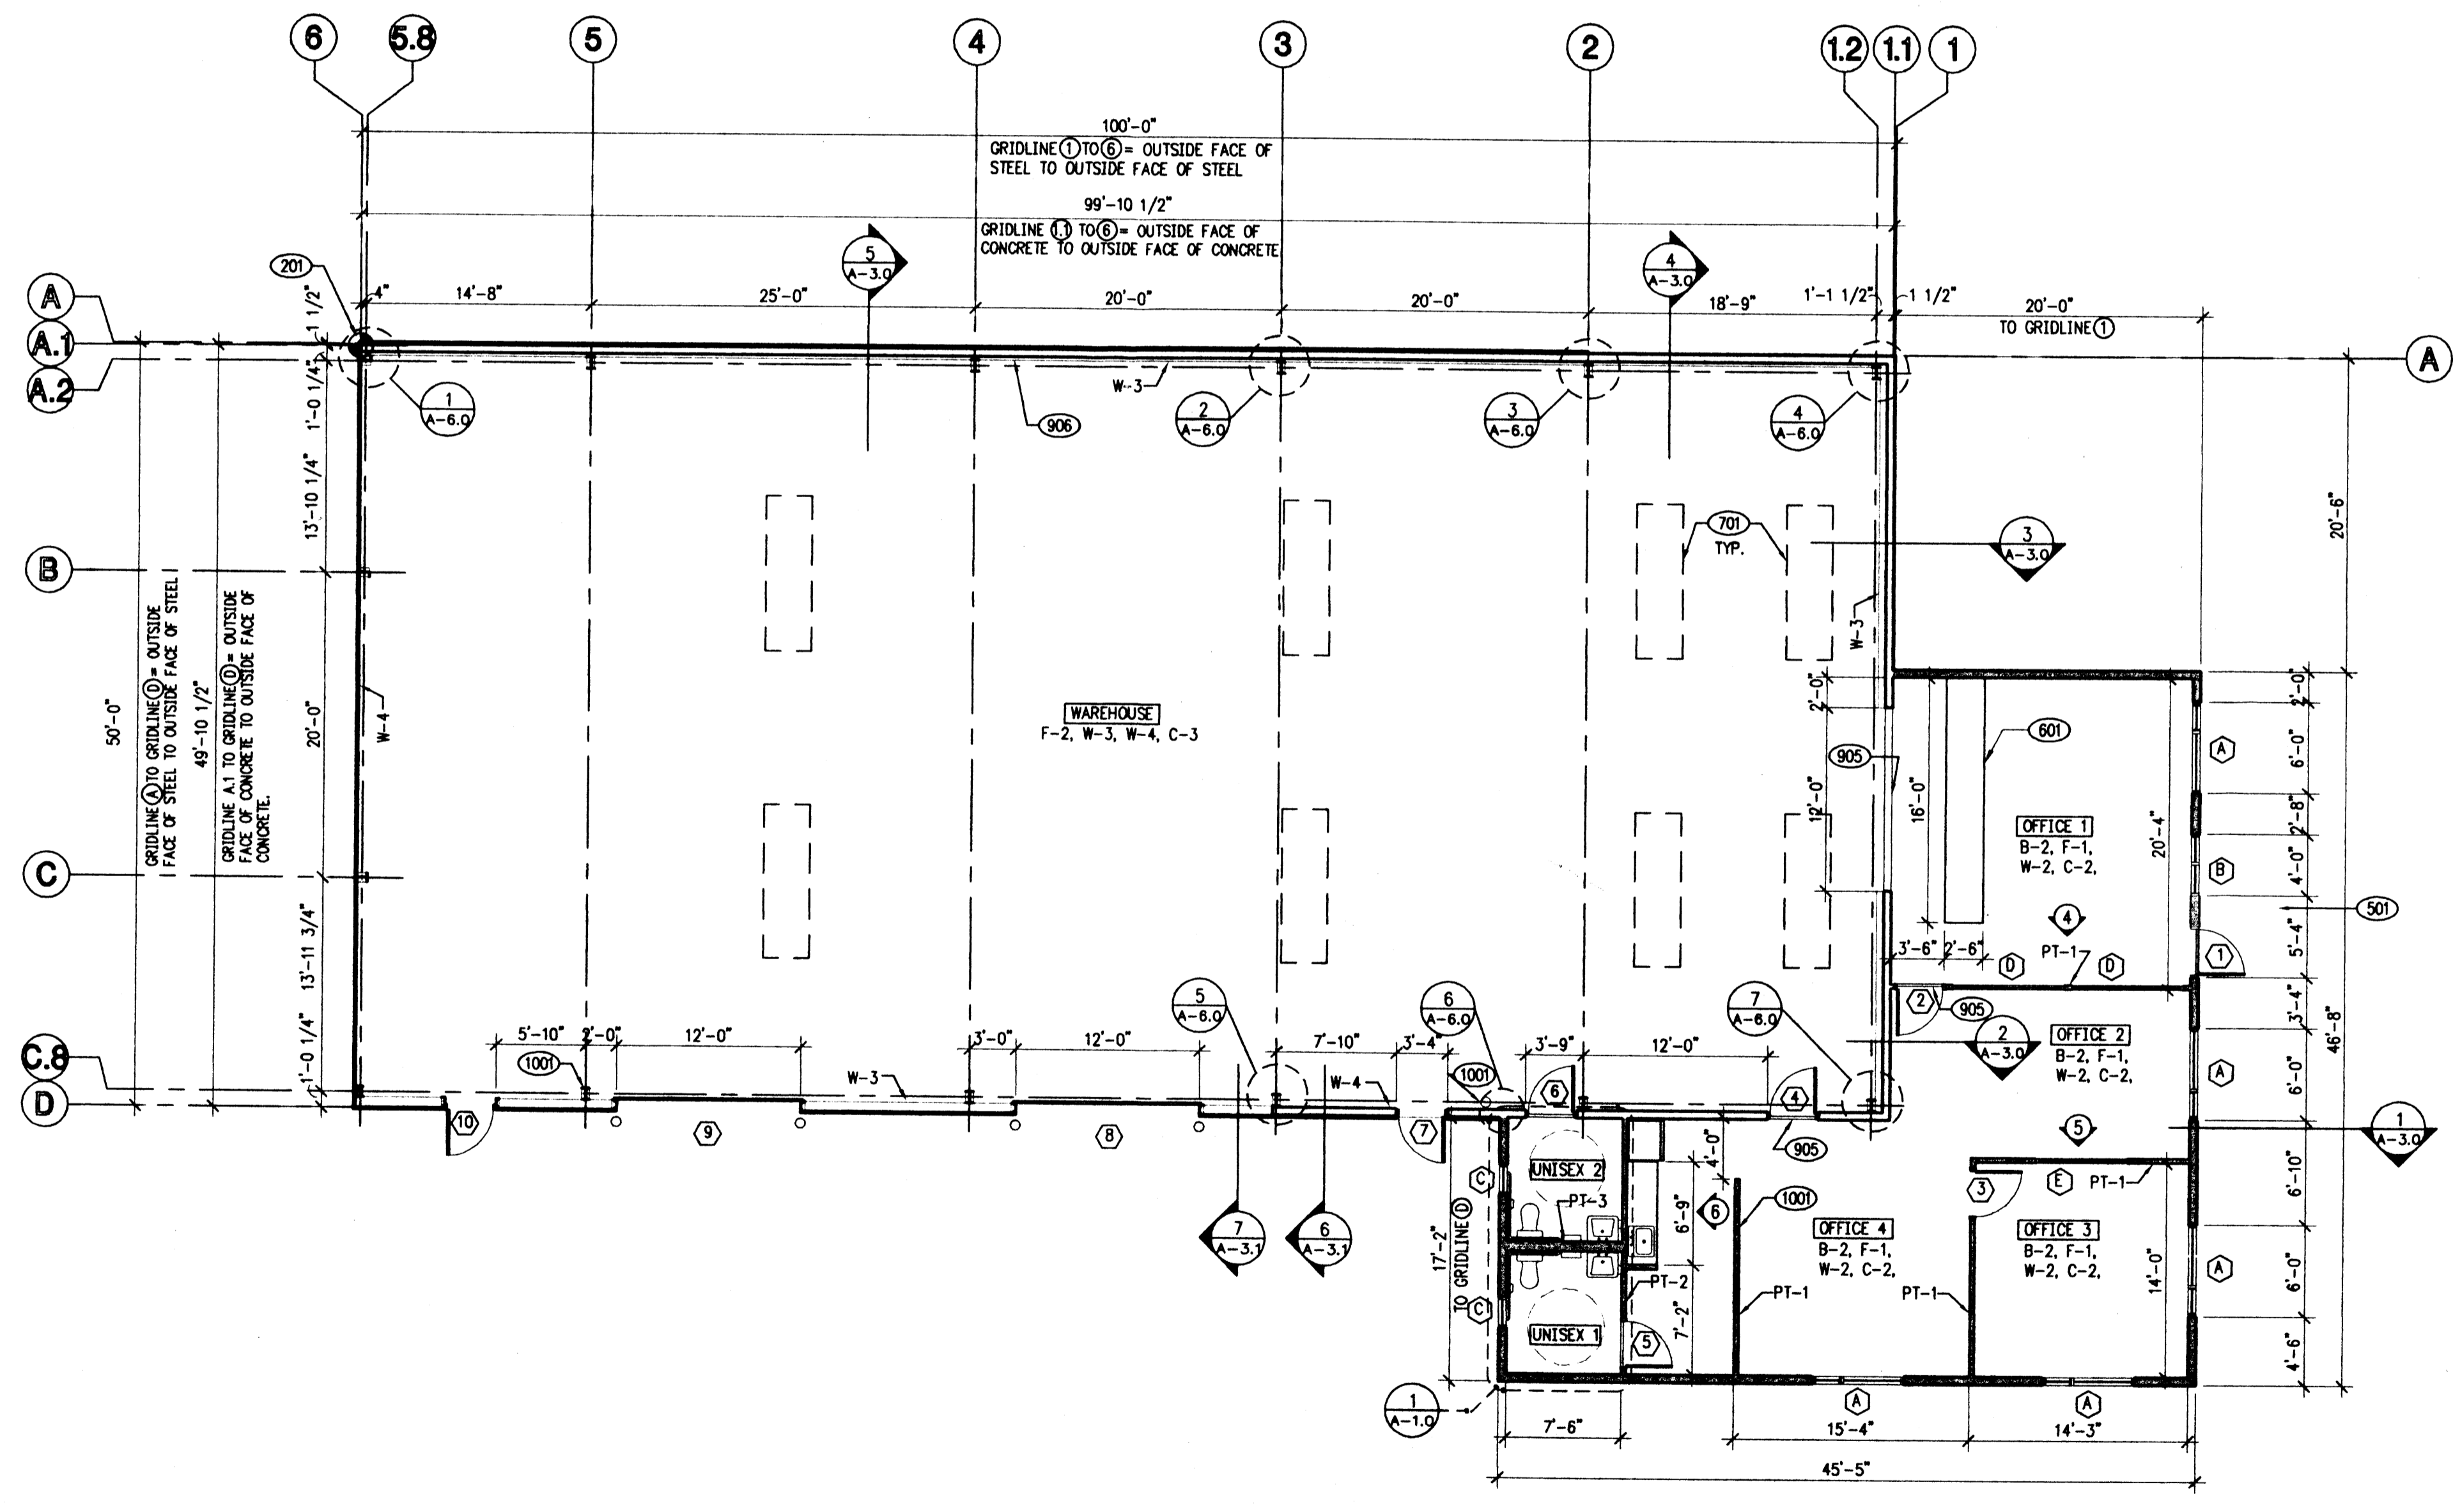 6
5.8
5
4
3
2
1.2
1.1
1
100'-0"
GRIDLINE 1 TO 6 = OUTSIDE FACE OF
STEEL TO OUTSIDE FACE OF STEEL
99'-10 1/2"
GRIDLINE 1.1 TO 6 = OUTSIDE FACE OF
CONCRETE TO OUTSIDE FACE OF CONCRETE
201
5
A-3.0
4
A-3.0
4"
14'-8"
25'-0"
20'-0"
20'-0"
18'-9"
1'-1 1/2"
1 1/2"
20'-0"
TO GRIDLINE 1
A
A.1
A.2
A
1 1/2"
1'-0 1/4"
13'-10 1/4"
1
A-6.0
906
W-3
2
A-6.0
3
A-6.0
4
A-6.0
B
C
C.8
D
50'-0"
GRIDLINE A TO GRIDLINE D = OUTSIDE
FACE OF STEEL TO OUTSIDE FACE OF STEEL
49'-10 1/2"
GRIDLINE A.1 TO GRIDLINE D = OUTSIDE
FACE OF CONCRETE TO OUTSIDE FACE OF
CONCRETE.
20'-0"
W-4
13'-11 3/4"
1'-0 1/4"
701
TYP.
3
A-3.0
W-3
20'-6"
WAREHOUSE
F-2, W-3, W-4, C-3
2'-0"
905
12'-0"
16'-0"
601
OFFICE 1
B-2, F-1,
W-2, C-2,
20'-4"
4
PT-1
3'-6"
2'-6"
D
D
1
2'-0"
6'-0"
A
2'-8"
B
4'-0"
501
5'-4"
3'-4"
46'-8"
5'-10"
2'-0"
12'-0"
3'-0"
12'-0"
5
A-6.0
7'-10"
3'-4"
6
A-6.0
3'-9"
12'-0"
7
A-6.0
2
905
2
A-3.0
OFFICE 2
B-2, F-1,
W-2, C-2,
A
6'-0"
1001
W-3
W-4
1001
6
4
905
10
9
8
7
5
1
A-3.0
4'-0"
UNISEX 2
PT-3
C
6'-9"
6
1001
3
E
PT-1
6'-10"
7
A-3.1
6
A-3.1
17'-2"
TO GRIDLINE D
OFFICE 4
B-2, F-1,
W-2, C-2,
OFFICE 3
B-2, F-1,
W-2, C-2,
14'-0"
A
6'-0"
C
PT-2
PT-1
PT-1
UNISEX 1
5
7'-2"
4'-6"
1
A-1.0
A
A
7'-6"
15'-4"
14'-3"
45'-5"